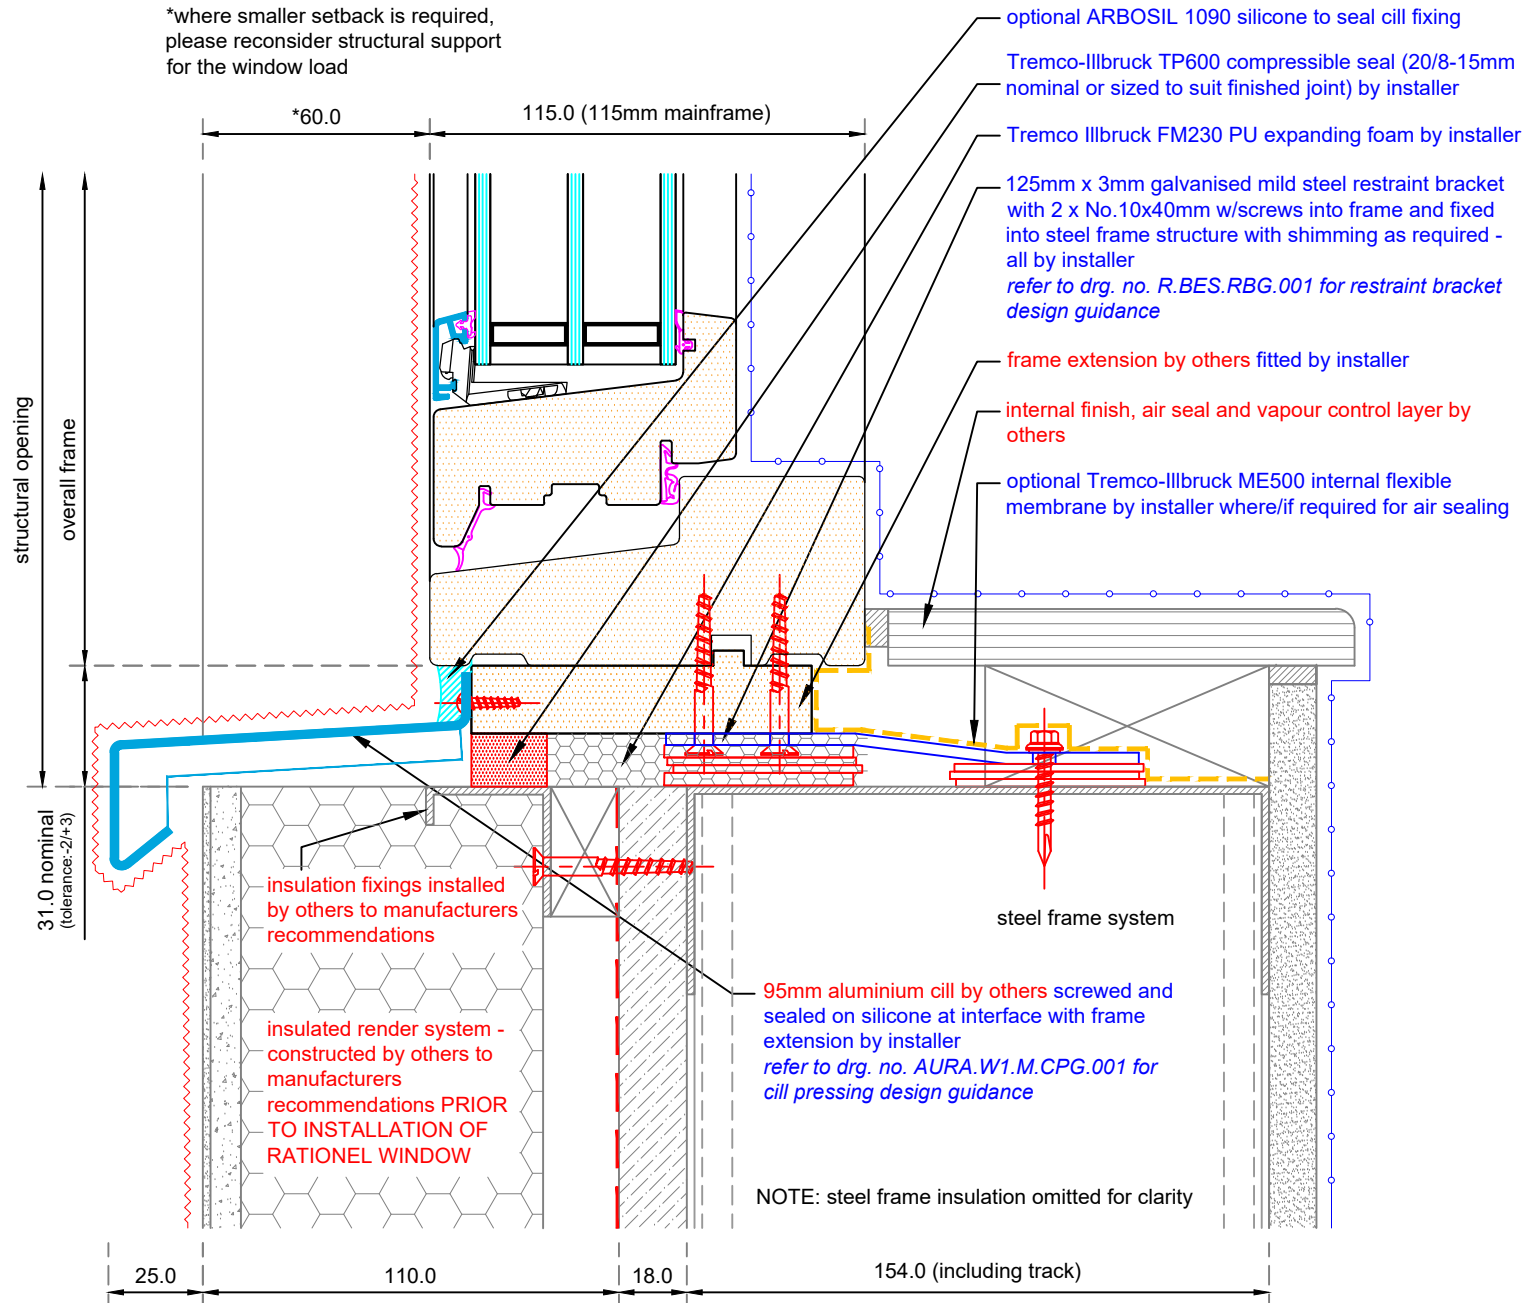 *where smaller setback is required,
please reconsider structural support
for the window load
*60.0
115.0 (115mm mainframe)
optional ARBOSIL 1090 silicone to seal cill fixing
Tremco-Illbruck TP600 compressible seal (20/8-15mm
nominal or sized to suit finished joint) by installer
Tremco Illbruck FM230 PU expanding foam by installer
125mm x 3mm galvanised mild steel restraint bracket
with 2 x No.10x40mm w/screws into frame and fixed
into steel frame structure with shimming as required -
all by installer
refer to drg. no. R.BES.RBG.001 for restraint bracket
design guidance
frame extension by others fitted by installer
internal finish, air seal and vapour control layer by
others
optional Tremco-Illbruck ME500 internal flexible
membrane by installer where/if required for air sealing
structural opening
overall frame
31.0 nominal
(tolerance:-2/+3)
insulation fixings installed
by others to manufacturers
recommendations
insulated render system -
constructed by others to
manufacturers
recommendations PRIOR
TO INSTALLATION OF
RATIONEL WINDOW
steel frame system
95mm aluminium cill by others screwed and
sealed on silicone at interface with frame
extension by installer
refer to drg. no. AURA.W1.M.CPG.001 for
cill pressing design guidance
NOTE: steel frame insulation omitted for clarity
25.0
110.0
18.0
154.0 (including track)